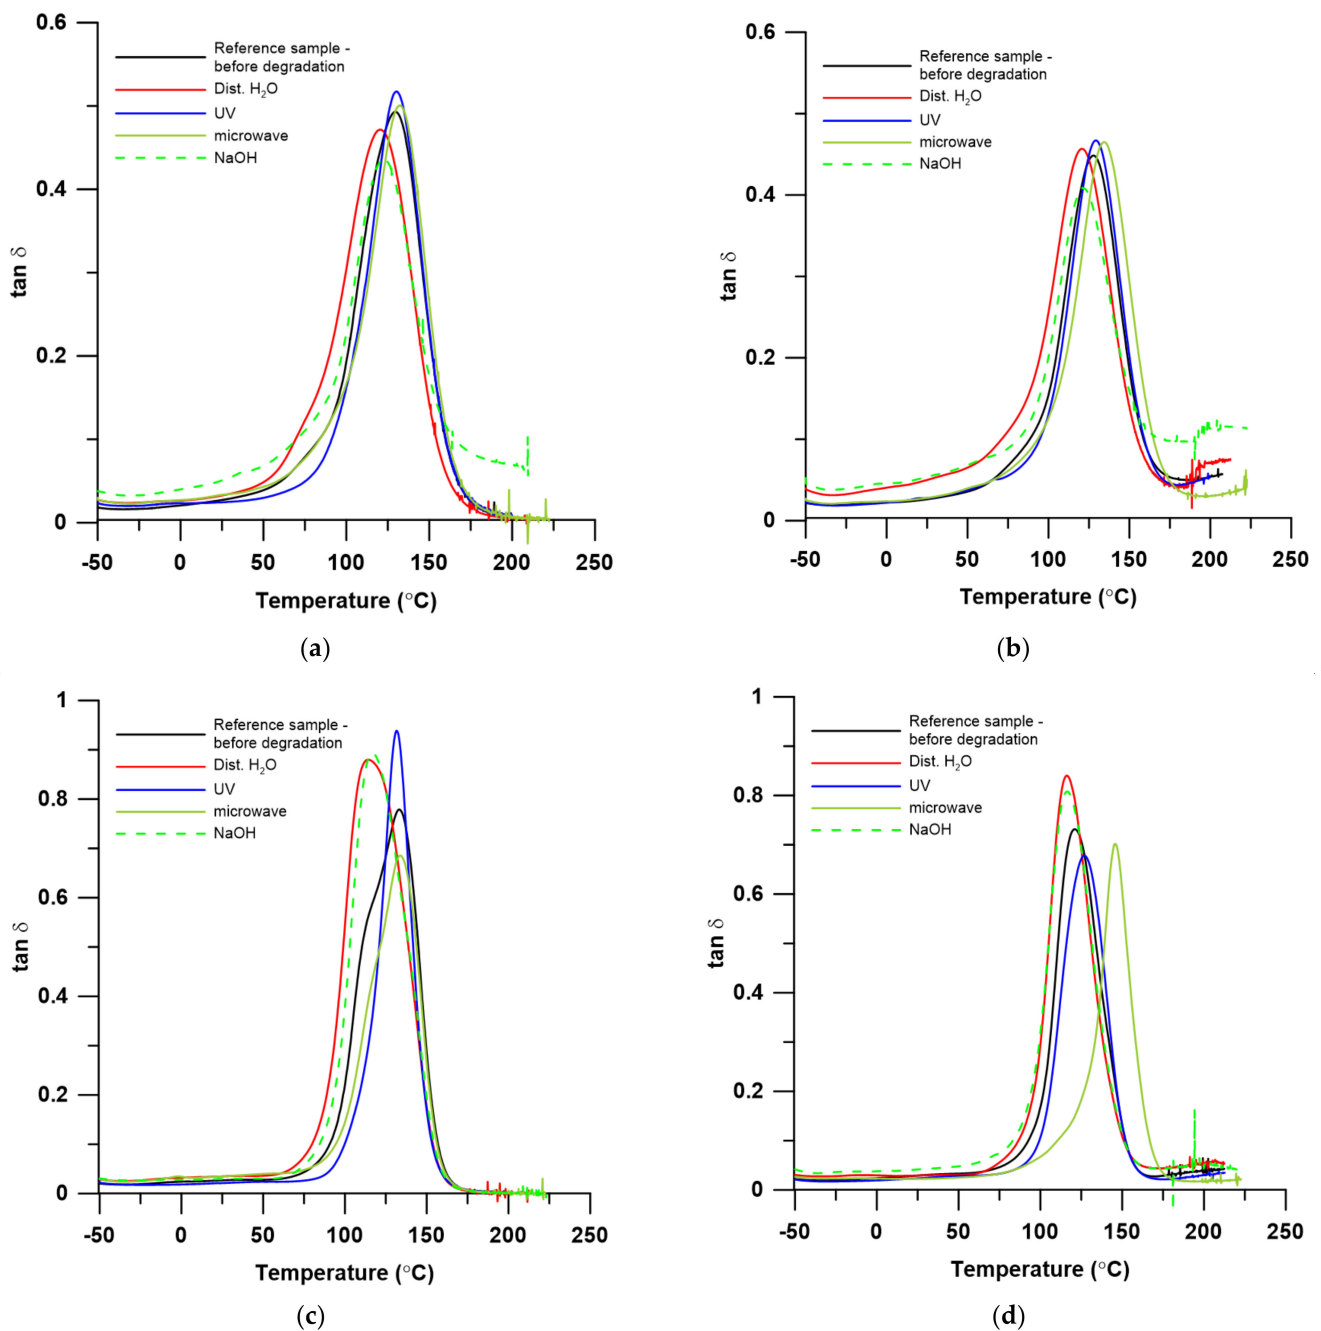 0.6
Reference sample -
before degradation
Dist. H2O
UV
microwave
NaOH
0.4
tan δ
0.2
0
-50 0 50 100 150 200 250
Temperature (°C)
(a)
0.6
Reference sample -
before degradation
Dist. H2O
UV
microwave
NaOH
0.4
tan δ
0.2
0
-50 0 50 100 150 200 250
Temperature (°C)
(b)
1
Reference sample -
before degradation
Dist. H2O
UV
microwave
NaOH
0.8
0.6
tan δ
0.4
0.2
0
-50 0 50 100 150 200 250
Temperature (°C)
(c)
1
Reference sample -
before degradation
Dist. H2O
UV
microwave
NaOH
0.8
0.6
tan δ
0.4
0.2
0
-50 0 50 100 150 200 250
Temperature (°C)
(d)